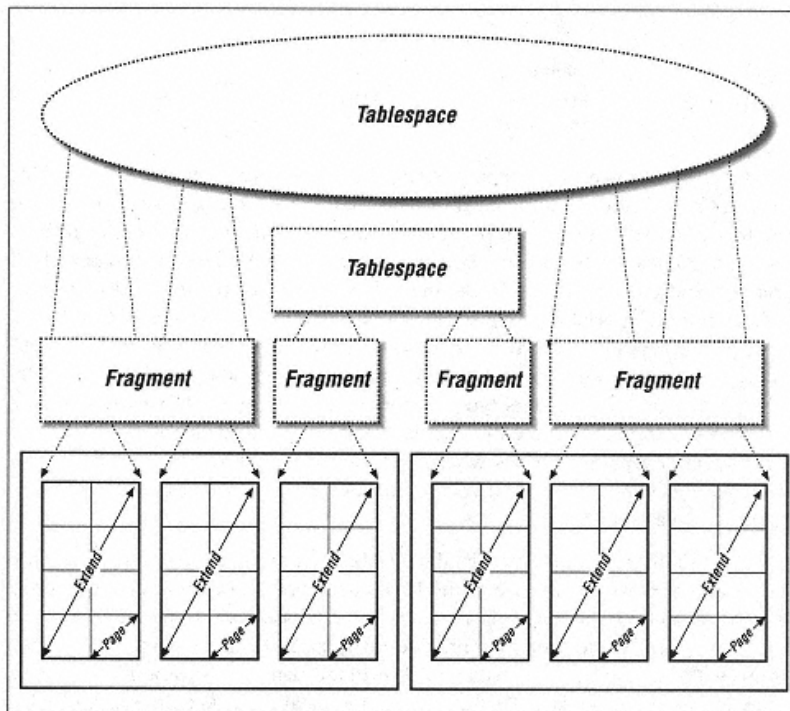 Tablespace
Tablespace
Fragment
Fragment
Fragment
Fragment
Extend
Page
Extend
Page
Extend
Page
Extend
Page
Extend
Page
Extend
Page